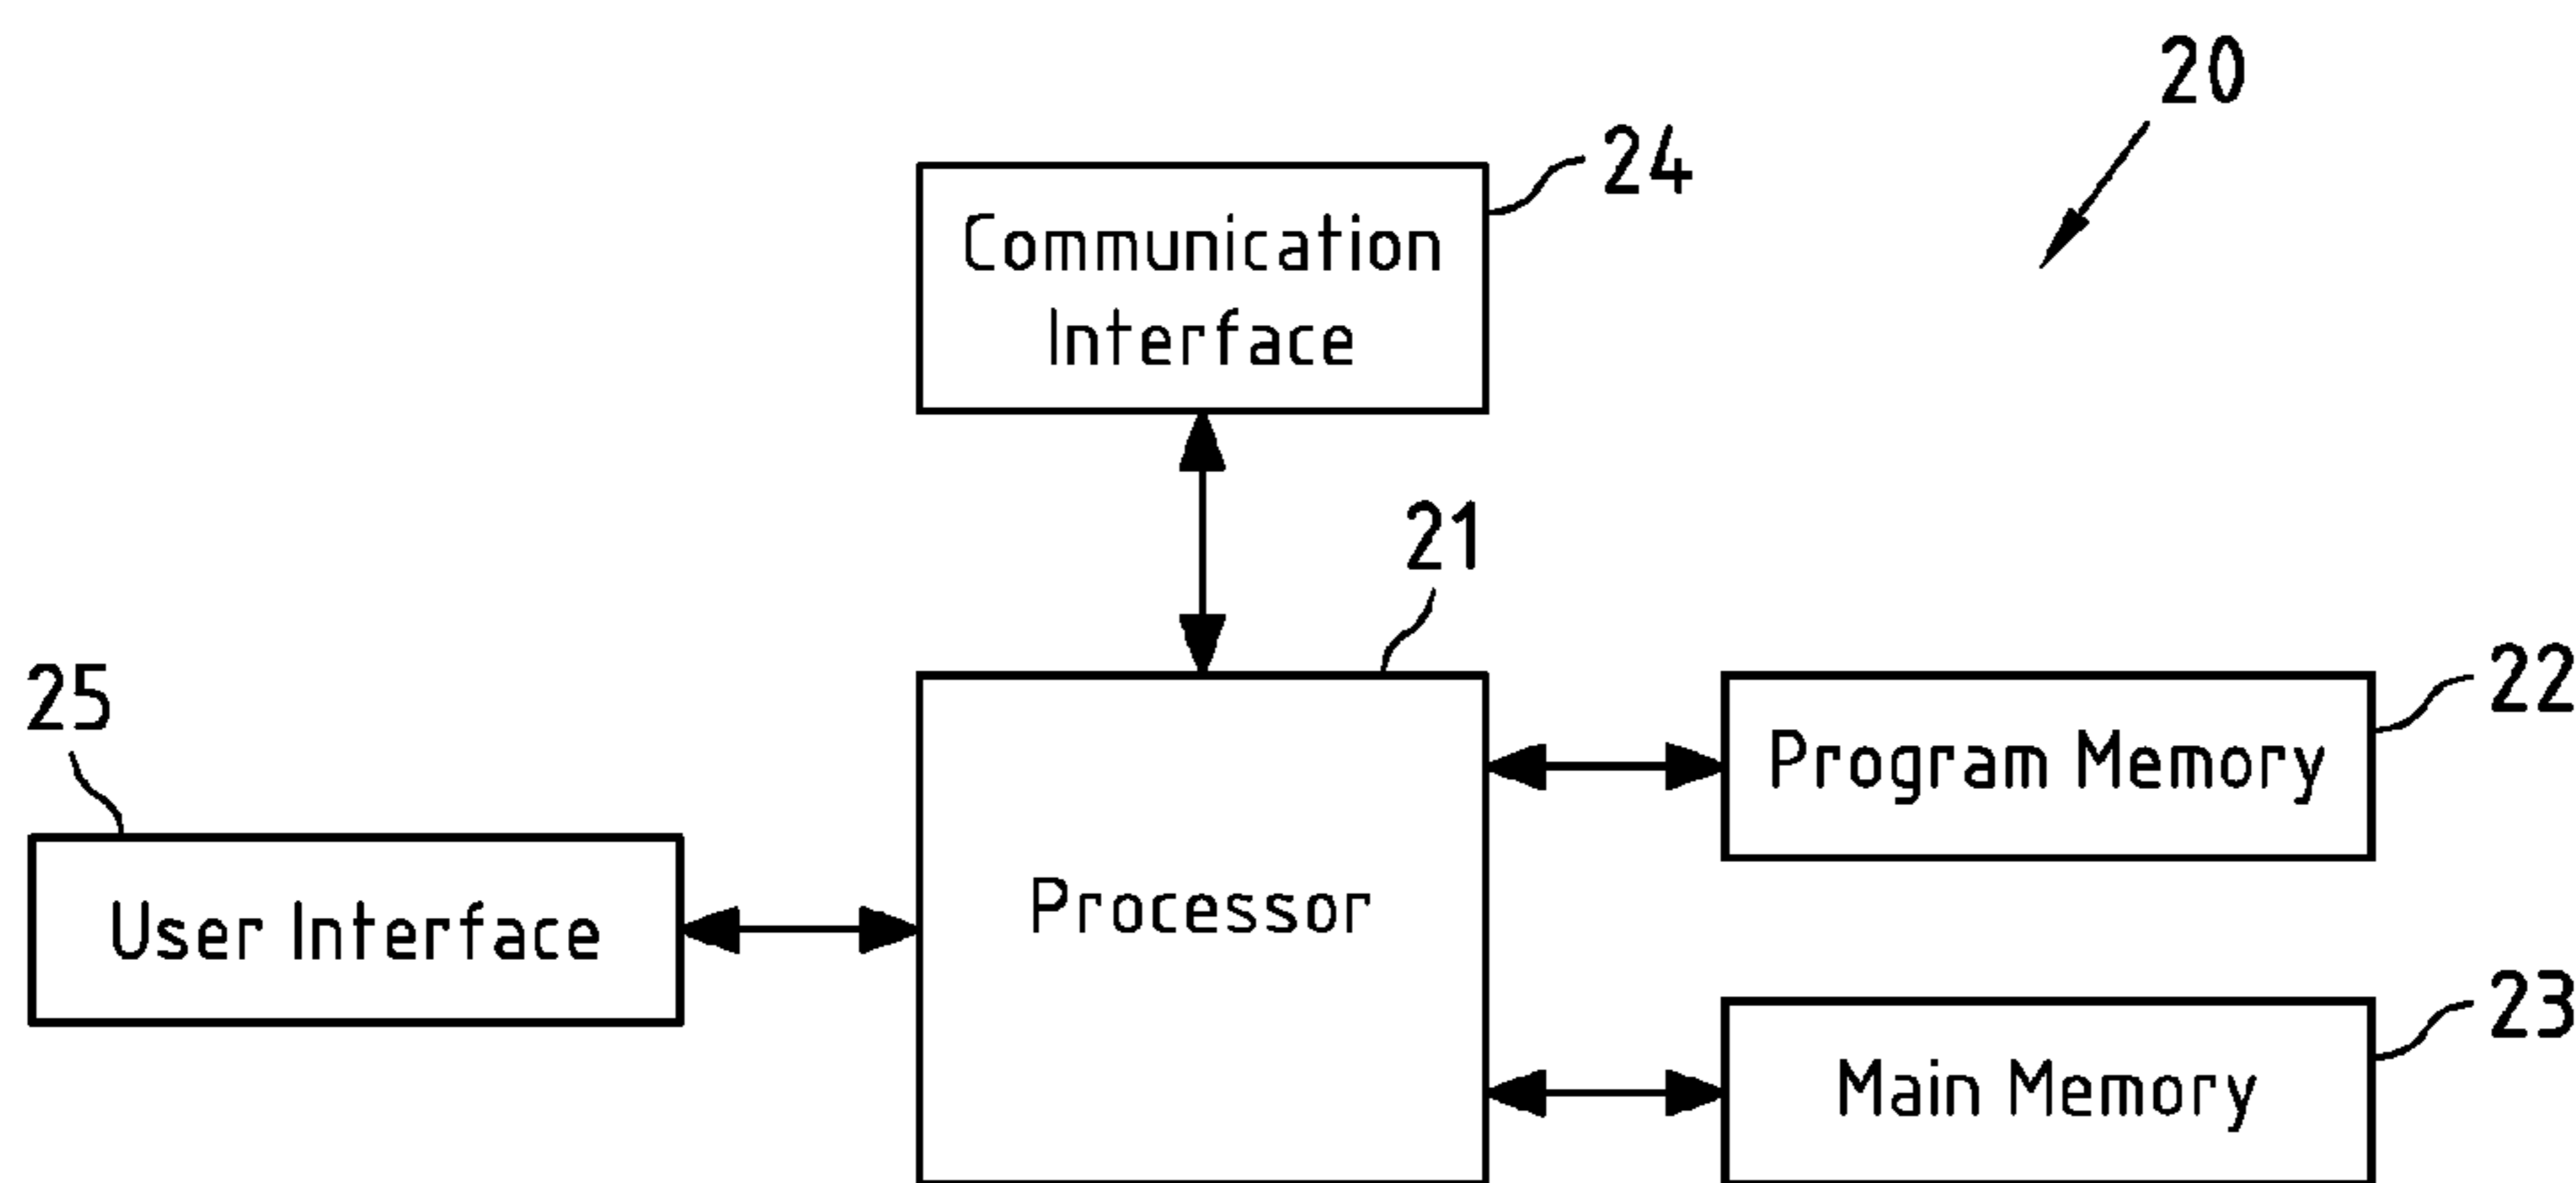 20
24
Communication
Interface
21
25
22
Program Memory
Processor
User Interface
23
Main Memory